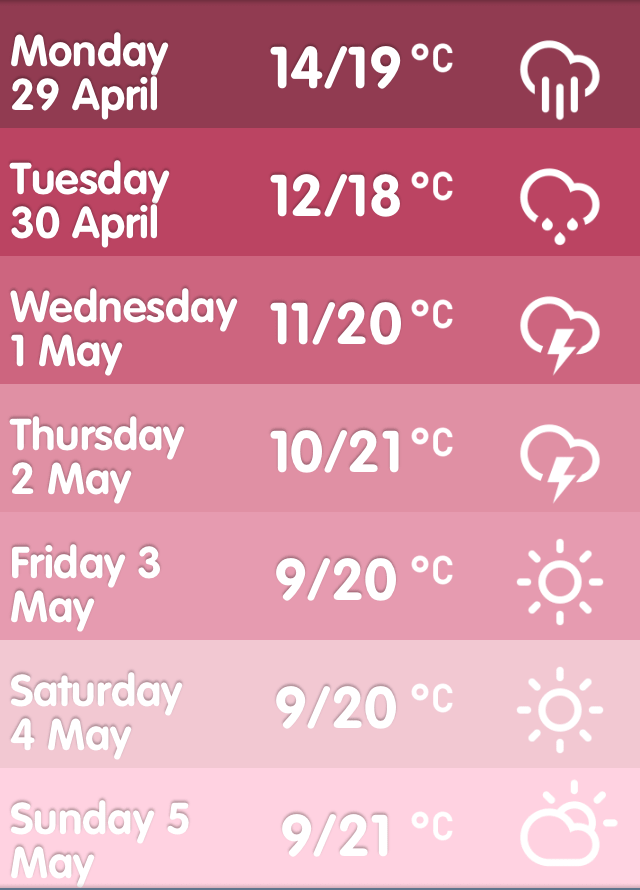 Monday
29 April
14/19 °C
Tuesday
30 April
12/18 °C
Wednesday
1 May
11/20 °C
Thursday
2 May
10/21 °C
Friday 3
May
9/20 °C
Saturday
4 May
9/20 °C
Sunday 5
May
9/21 °C